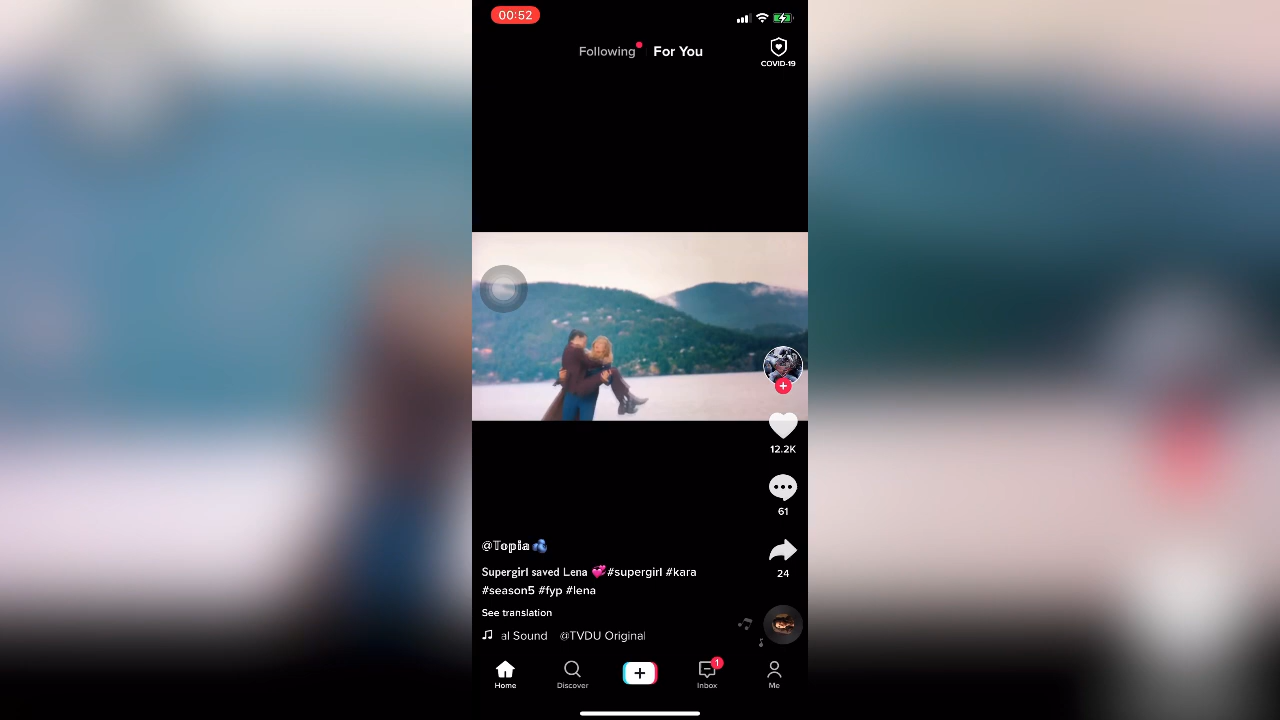 00:52
Following
For You
COVID-19
12.2K
61
@Topia
24
Supergirl saved Lena 💞#supergirl #kara
#season5 #fyp #lena
See translation
al Sound @TVDU Original
1
Home
Discover
Inbox
Me